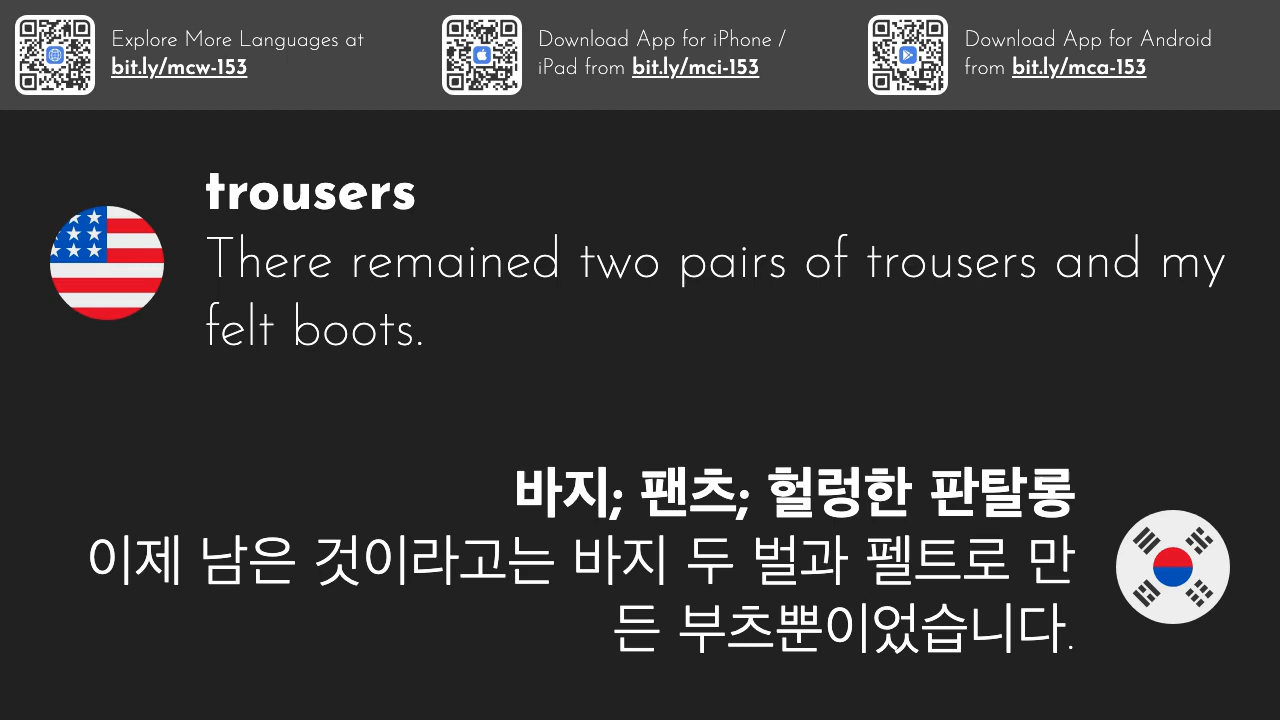 Explore More Languages at
bit.ly/mcw-153
Download App for iPhone /
iPad from bit.ly/mci-153
Download App for Android
from bit.ly/mca-153
trousers
There remained two pairs of trousers and my
felt boots.
바지; 팬츠; 헐렁한 판탈롱
이제 남은 것이라고는 바지 두 벌과 펠트로 만
든 부츠뿐이었습니다.